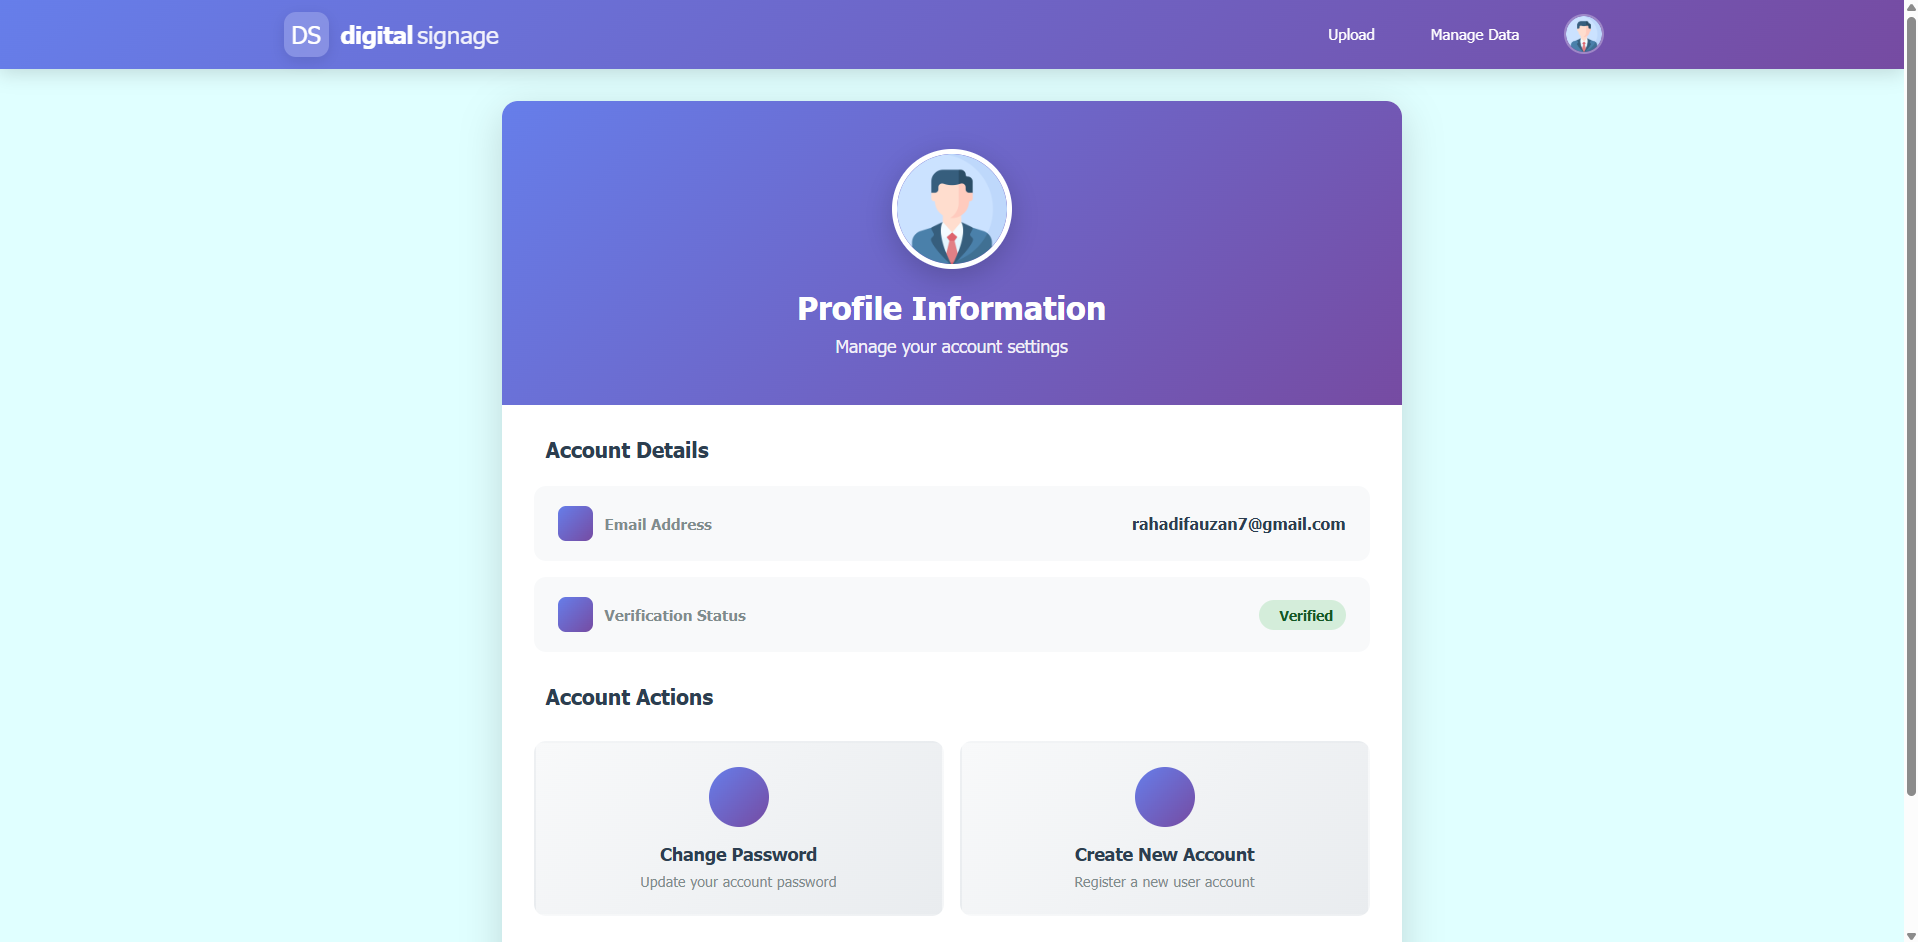 DS digital signage
Upload
Manage Data
Profile Information
Manage your account settings
Account Details
Email Address
rahadifauzan7@gmail.com
Verification Status
Verified
Account Actions
Change Password
Update your account password
Create New Account
Register a new user account